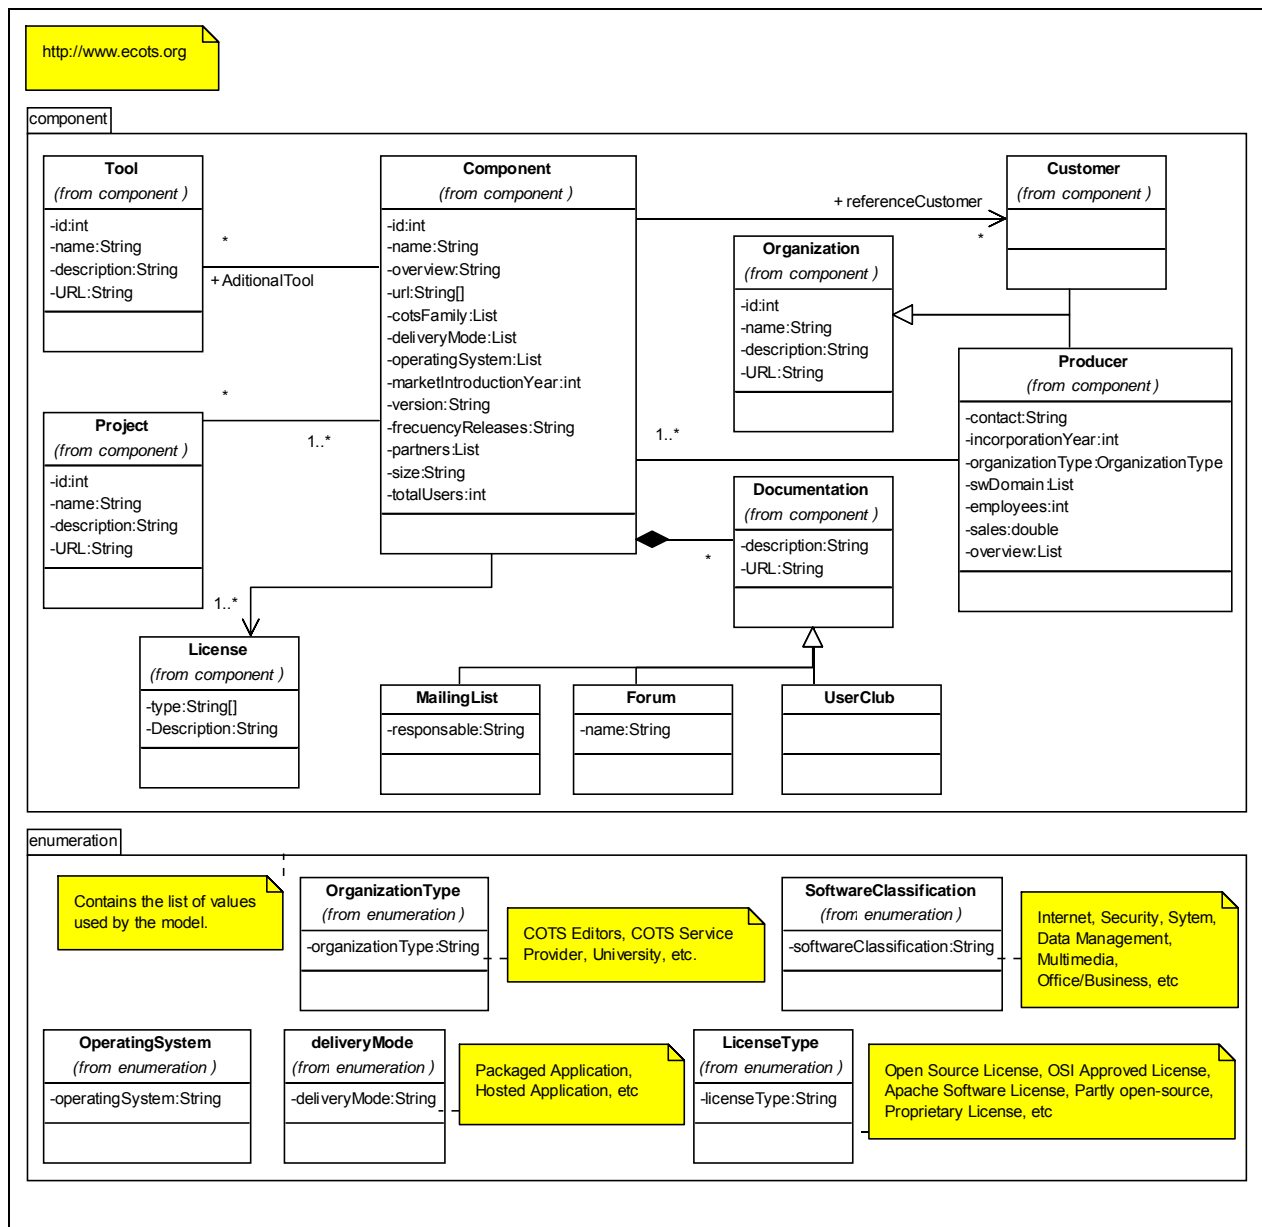 http://www.ecots.org
component
Tool
(from component )
-id:int
-name:String
-description:String
-URL:String
*
+ AditionalTool
Component
(from component )
-id:int
-name:String
-overview:String
-url:String[]
-cotsFamily:List
-deliveryMode:List
-operatingSystem:List
-marketIntroductionYear:int
-version:String
-frecuencyReleases:String
-partners:List
-size:String
-totalUsers:int
+ referenceCustomer
*
Customer
(from component )
Organization
(from component )
-id:int
-name:String
-description:String
-URL:String
Producer
(from component )
-contact:String
-incorporationYear:int
-organizationType:OrganizationType
-swDomain:List
-employees:int
-sales:double
-overview:List
1..*
Project
(from component )
-id:int
-name:String
-description:String
-URL:String
*
1..*
Documentation
(from component )
-description:String
-URL:String
*
1..*
License
(from component )
-type:String[]
-Description:String
MailingList
-responsable:String
Forum
-name:String
UserClub
enumeration
Contains the list of values
used by the model.
OrganizationType
(from enumeration )
-organizationType:String
COTS Editors, COTS Service
Provider, University, etc.
SoftwareClassification
(from enumeration )
-softwareClassification:String
Internet, Security, Sytem,
Data Management,
Multimedia,
Office/Business, etc
OperatingSystem
(from enumeration )
-operatingSystem:String
deliveryMode
(from enumeration )
-deliveryMode:String
Packaged Application,
Hosted Application, etc
LicenseType
(from enumeration )
-licenseType:String
Open Source License, OSI Approved License,
Apache Software License, Partly open-source,
Proprietary License, etc